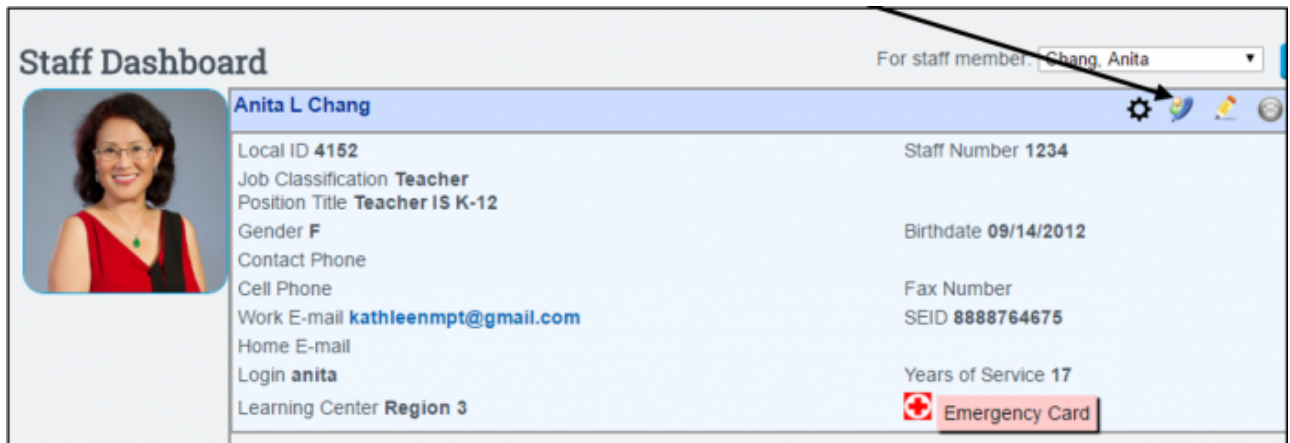 Staff Dashboard
For staff member: Chang, Anita
Anita L Chang
Local ID 4152
Staff Number 1234
Job Classification Teacher
Position Title Teacher IS K-12
Gender F
Birthdate 09/14/2012
Contact Phone
Cell Phone
Fax Number
Work E-mail kathleenmpt@gmail.com
SEID 8888764675
Home E-mail
Login anita
Years of Service 17
Learning Center Region 3
Emergency Card